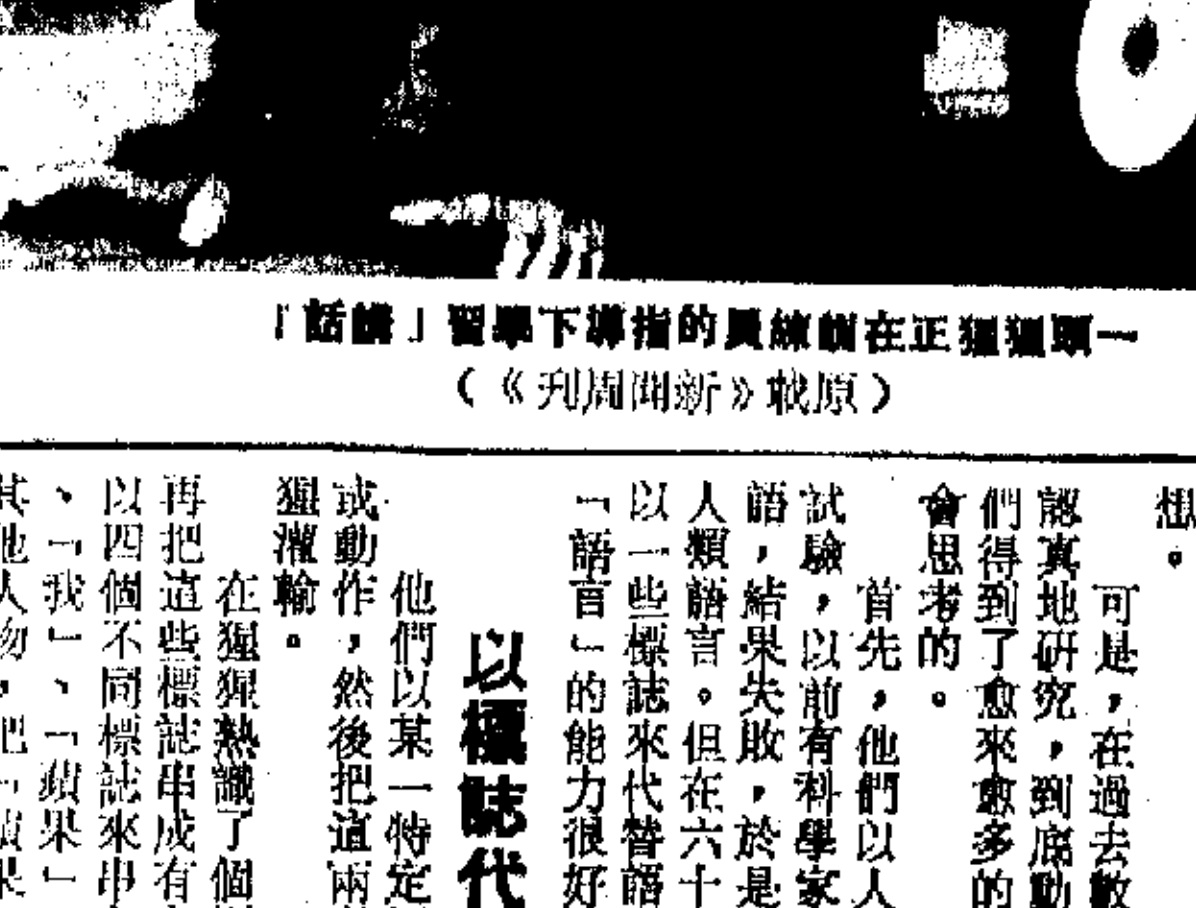 一頭猩猩正在訓練員的指導下學習「講話」
（原載《新聞周刊》）
想。
可是，在過去數
認真地研究，到底動
們得到了愈來愈多的
會思考的。
首先，他們以人
試驗，以前有科學家
語，結果失敗，於是
人類語言。但在六十
以一些標誌來代替語
「語言」的能力很好
以標誌代
他們以某一特定
或動作，然後把這兩
猩灌輸。
在猩猩熟識了個
再把這些標誌串成有
以四個不同標誌來串
、「我」、「蘋果」
其他人物，把「蘋果